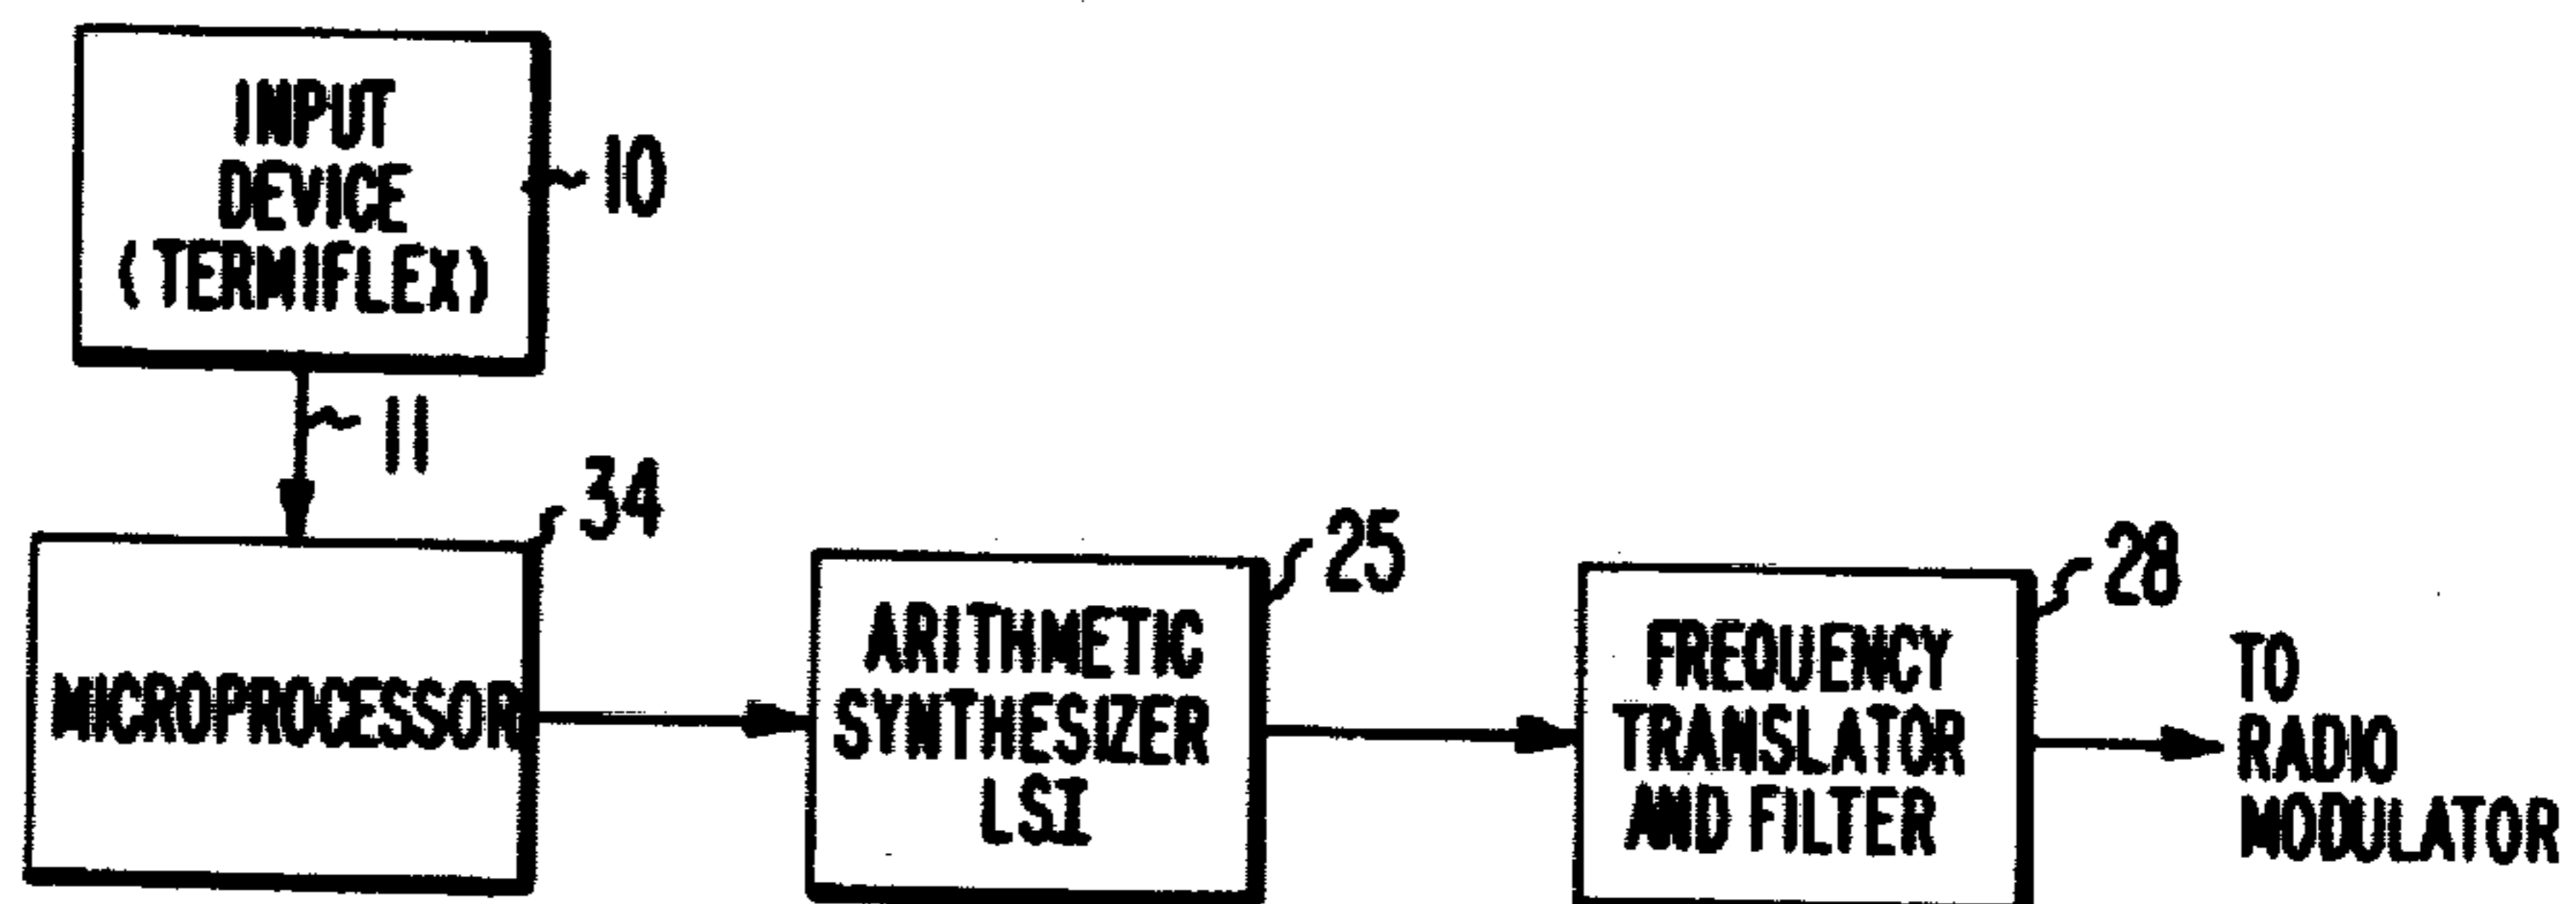 INPUT
DEVICE
(TERMIFLEX)
10
11
34
MICROPROCESSOR
ARITHMETIC
SYNTHESIZER
LSI
25
FREQUENCY
TRANSLATOR
AND FILTER
28
TO
RADIO
MODULATOR